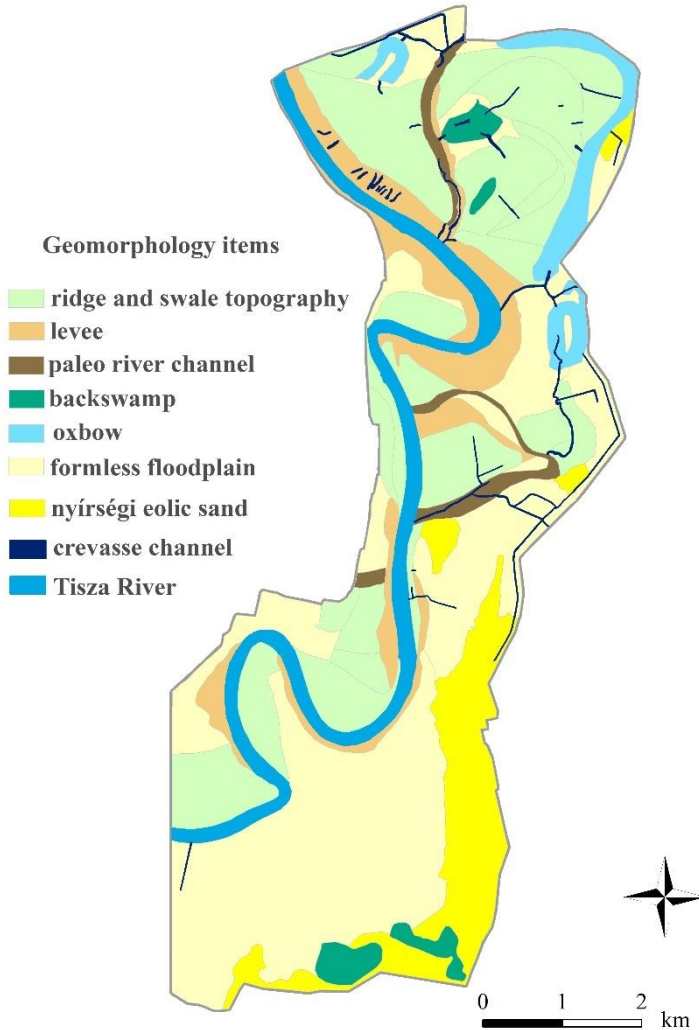 Geomorphology items
ridge and swale topography
levee
paleo river channel
backswamp
oxbow
formless floodplain
nyírségi eolic sand
crevasse channel
Tisza River
0 1 2
km